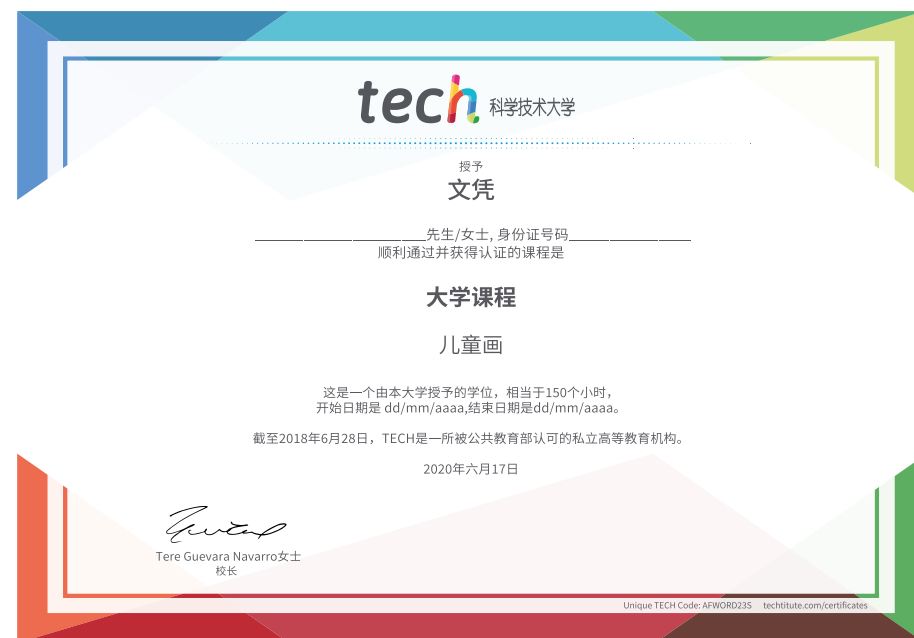 tech 科学技术大学
授予
文凭
______________________先生/女士, 身份证号码________________
顺利通过并获得认证的课程是
大学课程
儿童画
这是一个由本大学授予的学位，相当于150个小时，
开始日期是 dd/mm/aaaa,结束日期是dd/mm/aaaa。
截至2018年6月28日，TECH是一所被公共教育部认可的私立高等教育机构。
2020年六月17日
Tere Guevara Navarro女士
校长
Unique TECH Code: AFWORD23S techtitute.com/certificates